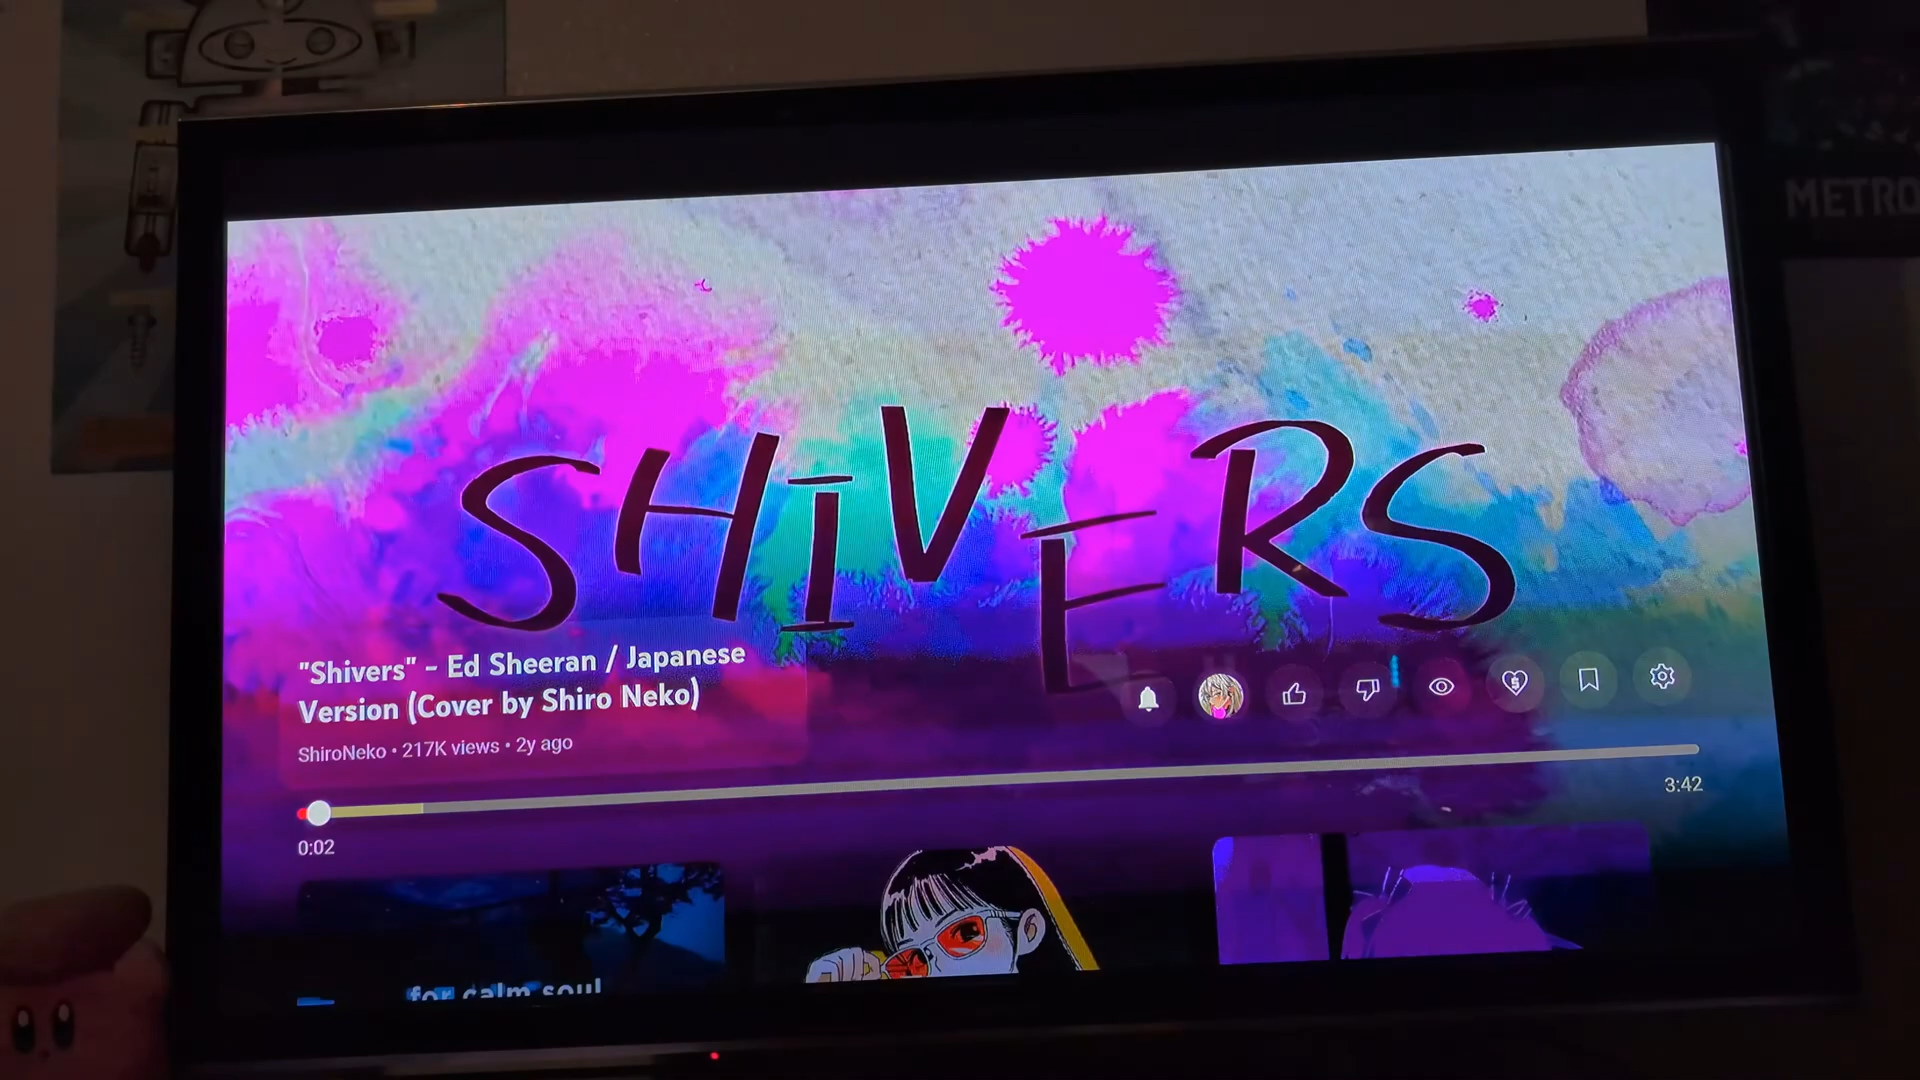 METRO
SHIVERS
"Shivers" - Ed Sheeran / Japanese
Version (Cover by Shiro Neko)
ShiroNeko • 217K views • 2y ago
3:42
0:02
for calm soul